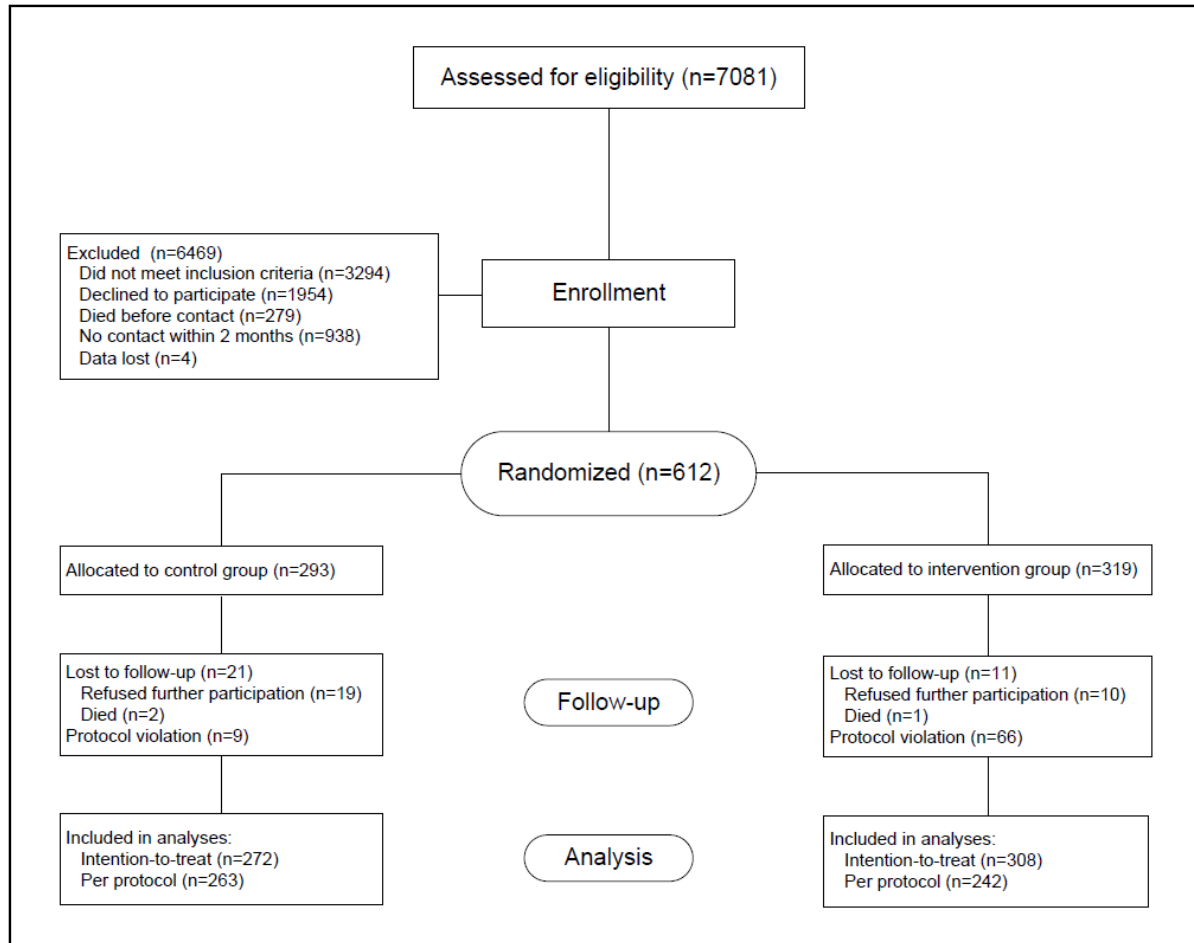 Assessed for eligibility (n=7081)
Excluded (n=6469)
Did not meet inclusion criteria (n=3294)
Declined to participate (n=1954)
Died before contact (n=279)
No contact within 2 months (n=938)
Data lost (n=4)
Enrollment
Randomized (n=612)
Allocated to control group (n=293)
Allocated to intervention group (n=319)
Lost to follow-up (n=21)
Refused further participation (n=19)
Died (n=2)
Protocol violation (n=9)
Follow-up
Lost to follow-up (n=11)
Refused further participation (n=10)
Died (n=1)
Protocol violation (n=66)
Included in analyses:
Intention-to-treat (n=272)
Per protocol (n=263)
Analysis
Included in analyses:
Intention-to-treat (n=308)
Per protocol (n=242)